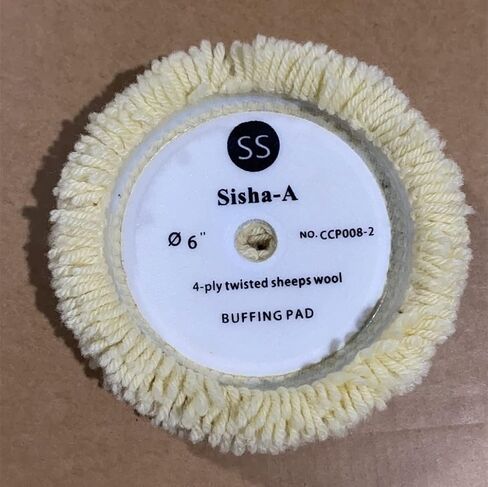 SS
Sisha-A
Ø 6" NO. CCP008-2
4-ply twisted sheeps wool
BUFFING PAD